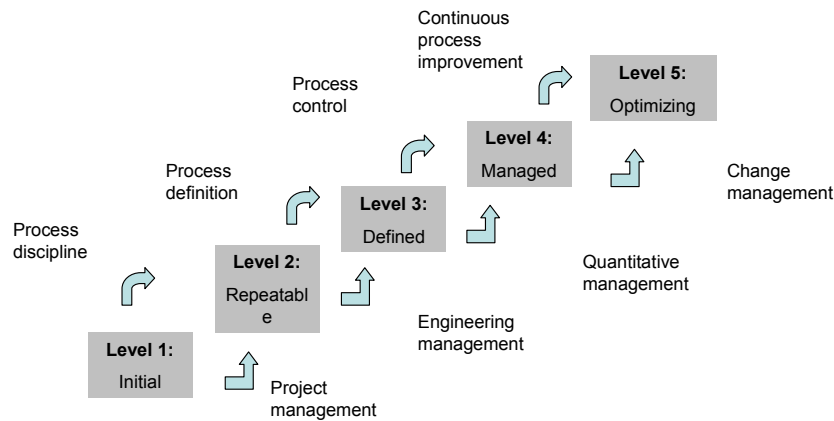 Continuous
process
improvement
Level 5:
Optimizing
Process
control
Level 4:
Managed
Change
management
Process
definition
Level 3:
Defined
Quantitative
management
Process
discipline
Level 2:
Repeatabl
e
Engineering
management
Level 1:
Initial
Project
management